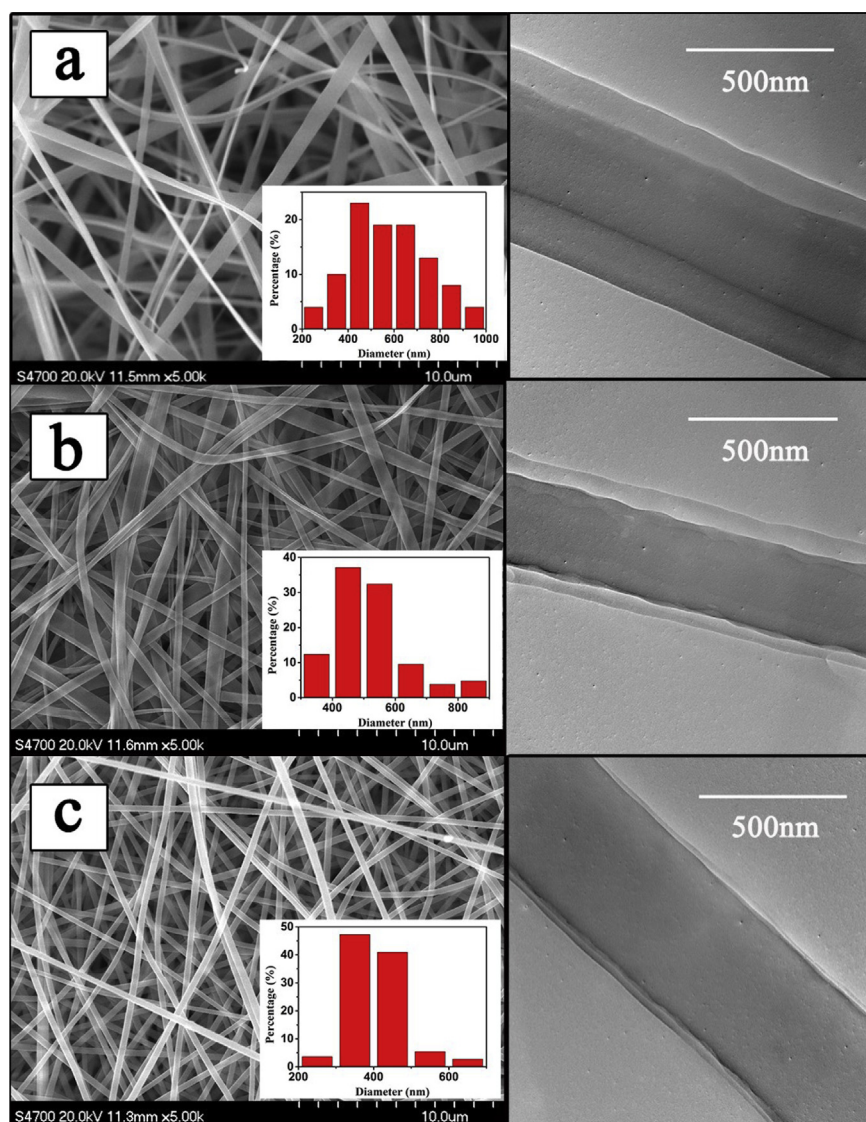 a
500nm
20
10
0
Percentage (%)
200 400 600 800 1000
Diameter (nm)
S4700 20.0kV 11.5mm x5.00k 10.0um
b
500nm
40
30
20
10
0
Percentage (%)
400 600 800
Diameter (nm)
S4700 20.0kV 11.6mm x5.00k 10.0um
c
500nm
50
40
30
20
10
0
Percentage (%)
200 400 600
Diameter (nm)
S4700 20.0kV 11.3mm x5.00k 10.0um